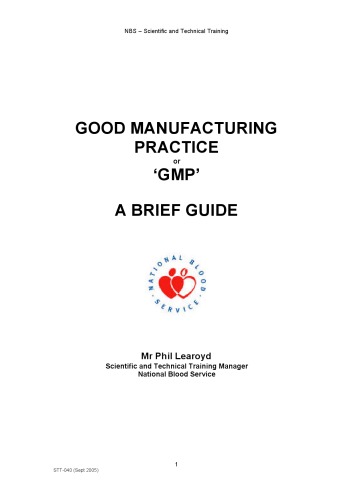 NBS – Scientific and Technical Training
GOOD MANUFACTURING
PRACTICE
or
‘GMP’
A BRIEF GUIDE
NATIONAL BLOOD
SERVICE
Mr Phil Learoyd
Scientific and Technical Training Manager
National Blood Service
1
STT-040 (Sept 2005)